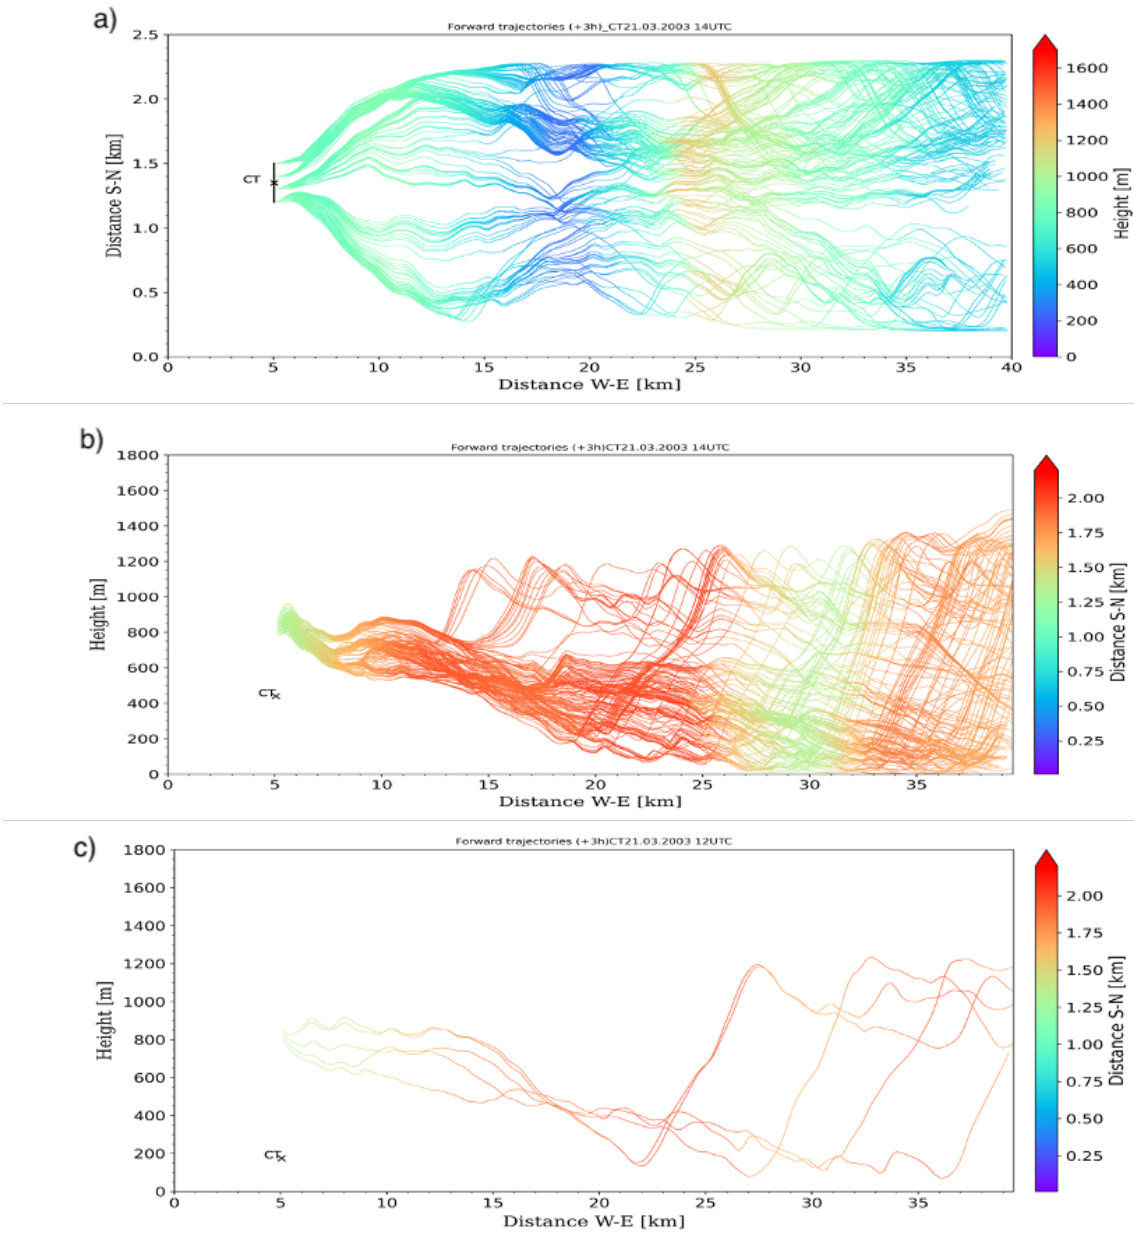 a)
Forward trajectories (+3h)_CT21.03.2003 14UTC
2.5
2.0
1.5
1.0
0.5
0.0
Distance S-N [km]
CT
0 5 10 15 20 25 30 35 40
Distance W-E [km]
1600
1400
1200
1000
800
600
400
200
0
Height [m]
b)
Forward trajectories (+3h)CT21.03.2003 14UTC
1800
1600
1400
1200
1000
800
600
400
200
0
Height [m]
CT
0 5 10 15 20 25 30 35
Distance W-E [km]
2.00
1.75
1.50
1.25
1.00
0.75
0.50
0.25
Distance S-N [km]
c)
Forward trajectories (+3h)CT21.03.2003 12UTC
1800
1600
1400
1200
1000
800
600
400
200
0
Height [m]
CT
0 5 10 15 20 25 30 35
Distance W-E [km]
2.00
1.75
1.50
1.25
1.00
0.75
0.50
0.25
Distance S-N [km]